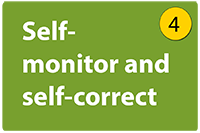 4
Self-
monitor and
self-correct